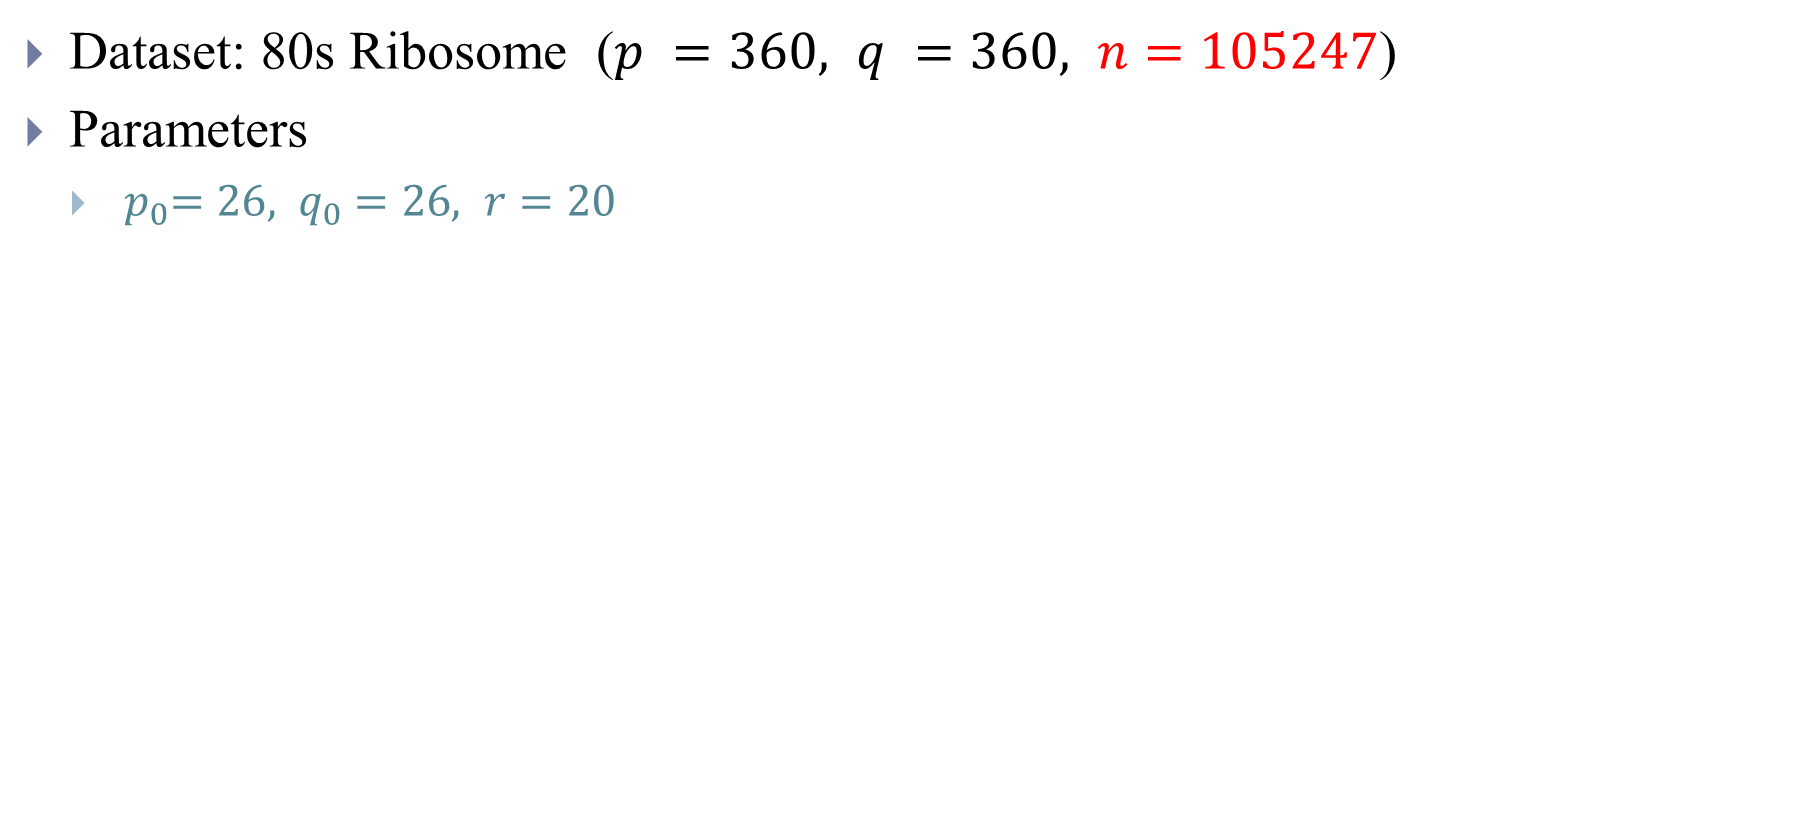 Dataset: 80s Ribosome (p = 360, q = 360, n = 105247)
Parameters
p₀= 26, q₀ = 26, r = 20